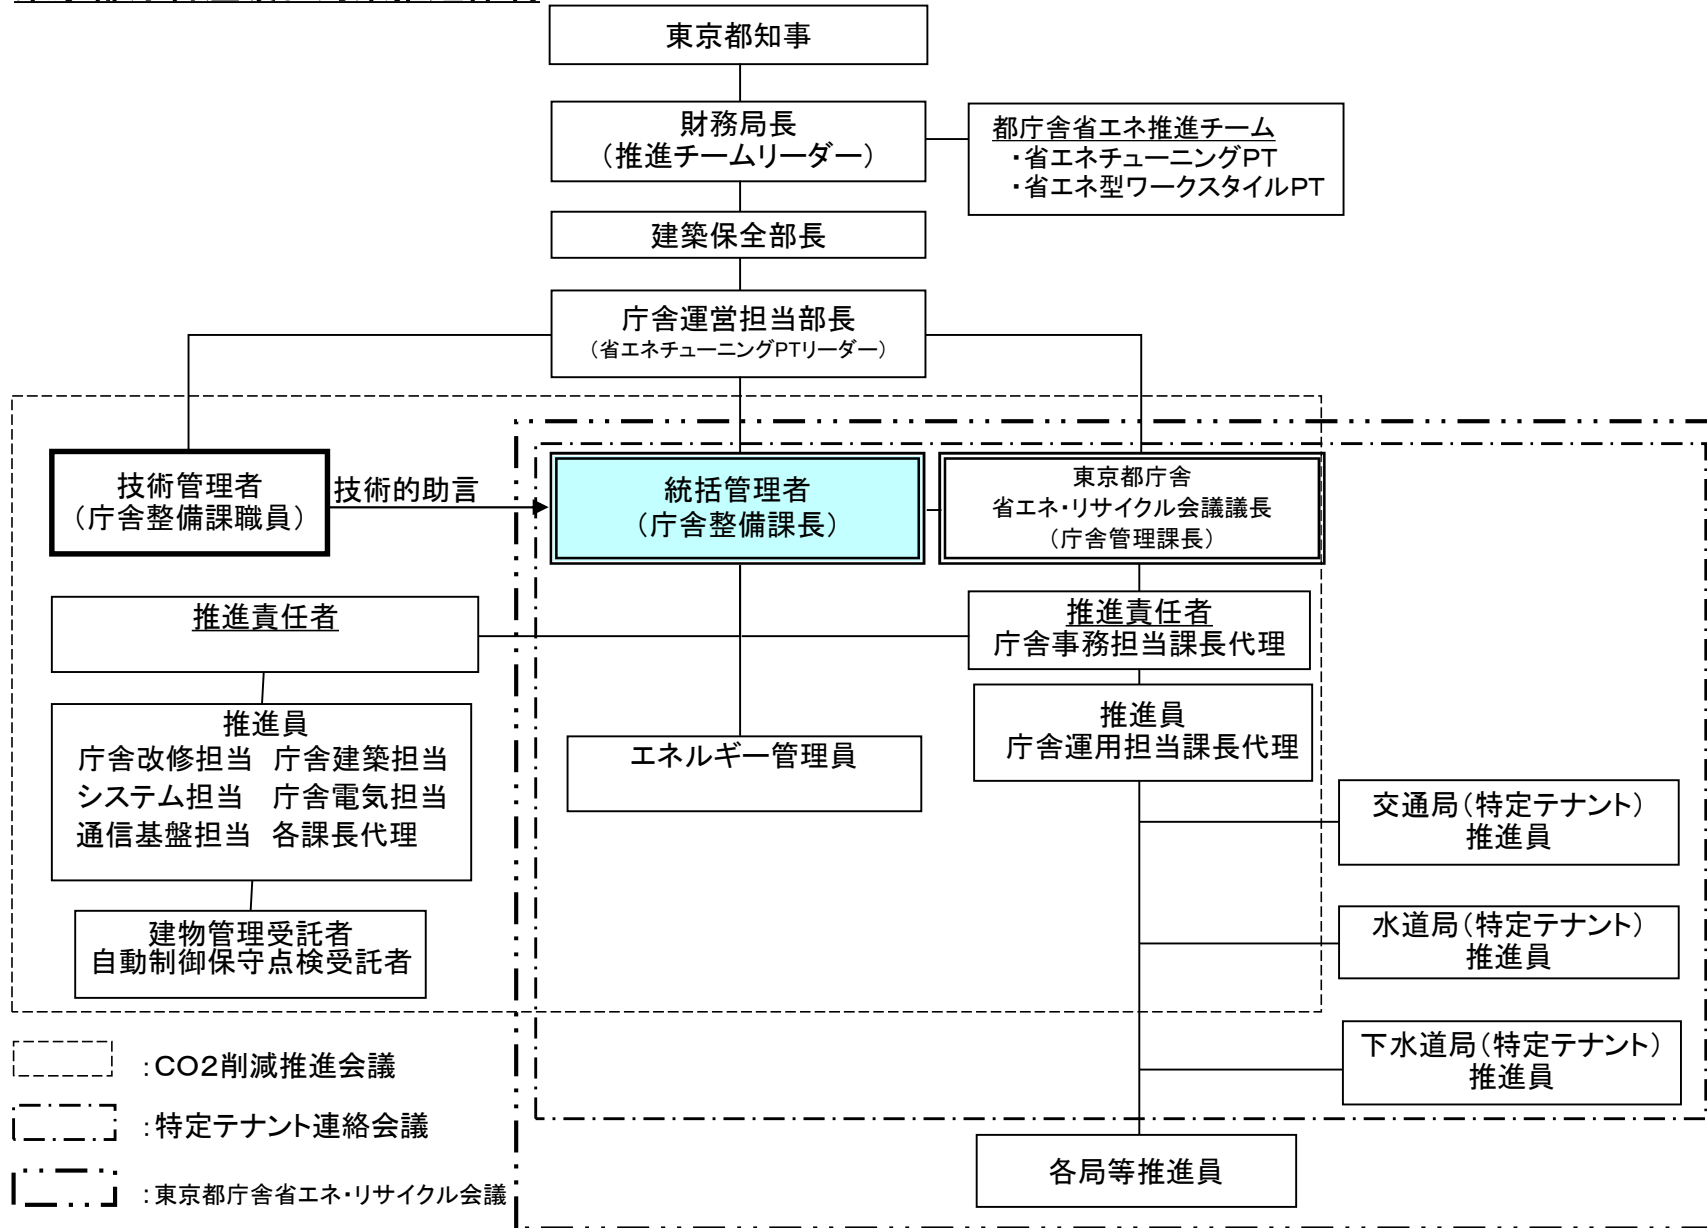 東京都知事
財務局長
（推進チームリーダー）
都庁舎省エネ推進チーム
・省エネチューニングPT
・省エネ型ワークスタイルPT
建築保全部長
庁舎運営担当部長
（省エネチューニングPTリーダー）
技術管理者
（庁舎整備課職員）
技術的助言
統括管理者
（庁舎整備課長）
東京都庁舎
省エネ・リサイクル会議議長
（庁舎管理課長）
推進責任者
推進責任者
庁舎事務担当課長代理
推進員
庁舎改修担当 庁舎建築担当
システム担当 庁舎電気担当
通信基盤担当 各課長代理
エネルギー管理員
推進員
庁舎運用担当課長代理
建物管理受託者
自動制御保守点検受託者
交通局（特定テナント）
推進員
水道局（特定テナント）
推進員
下水道局（特定テナント）
推進員
各局等推進員
：CO2削減推進会議
：特定テナント連絡会議
：東京都庁舎省エネ・リサイクル会議